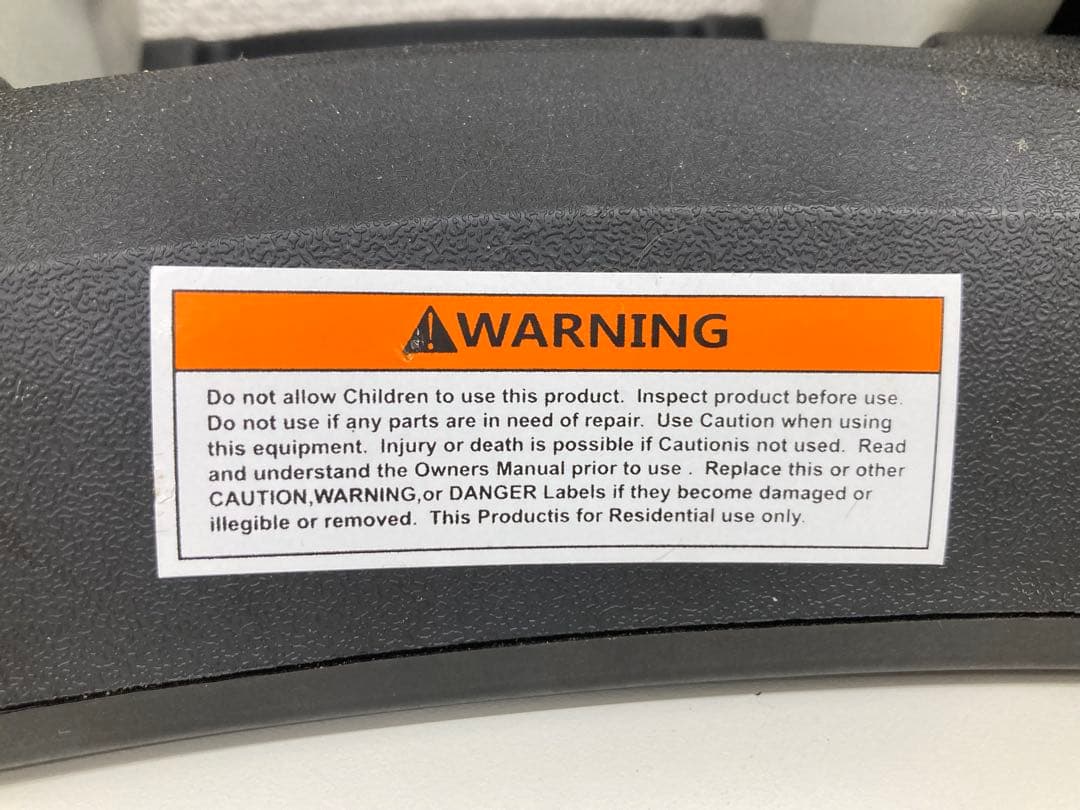 WARNING
Do not allow Children to use this product. Inspect product before use.
Do not use if any parts are in need of repair. Use Caution when using
this equipment. Injury or death is possible if Cautionis not used. Read
and understand the Owners Manual prior to use . Replace this or other
CAUTION,WARNING,or DANGER Labels if they become damaged or
illegible or removed. This Productis for Residential use only.